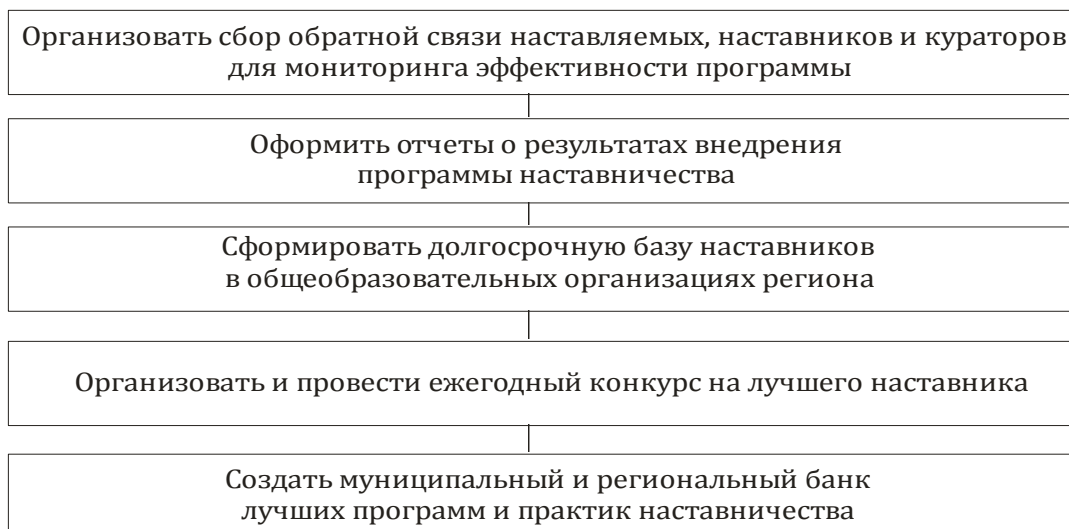 Организовать сбор обратной связи наставляемых, наставников и кураторов
для мониторинга эффективности программы
Оформить отчеты о результатах внедрения
программы наставничества
Сформировать долгосрочную базу наставников
в общеобразовательных организациях региона
Организовать и провести ежегодный конкурс на лучшего наставника
Создать муниципальный и региональный банк
лучших программ и практик наставничества